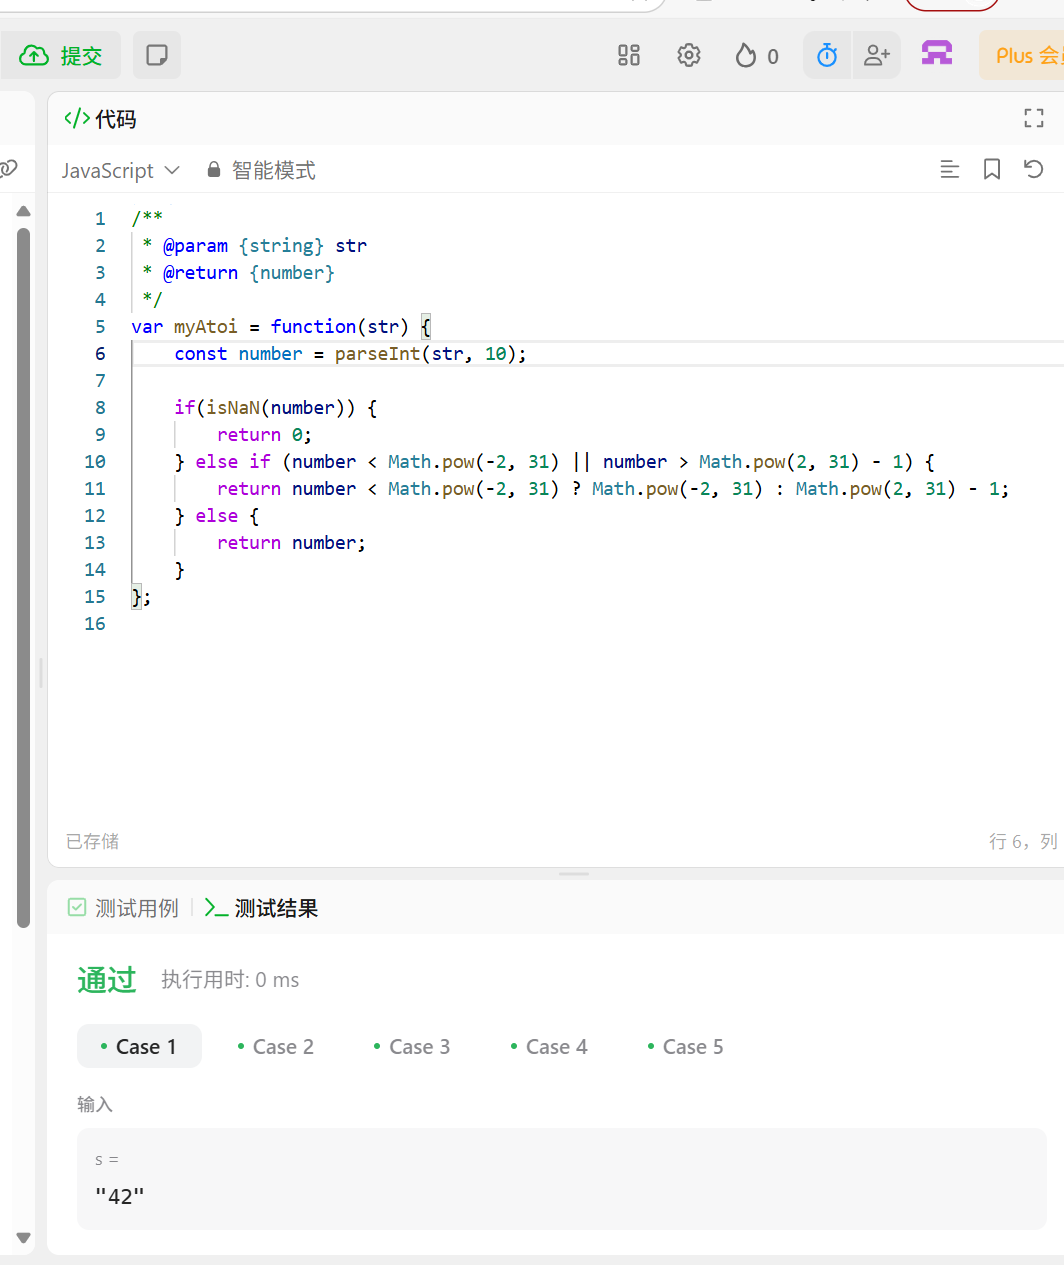 提交
0
Plus 会
代码
JavaScript
智能模式
1 /**
2 * @param {string} str
3 * @return {number}
4 */
5 var myAtoi = function(str) {
6 const number = parseInt(str, 10);
7
8 if(isNaN(number)) {
9 return 0;
10 } else if (number < Math.pow(-2, 31) || number > Math.pow(2, 31) - 1) {
11 return number < Math.pow(-2, 31) ? Math.pow(-2, 31) : Math.pow(2, 31) - 1;
12 } else {
13 return number;
14 }
15 };
16
已存储
行 6，列
测试用例
测试结果
通过
执行用时: 0 ms
Case 1
Case 2
Case 3
Case 4
Case 5
输入
s =
"42"